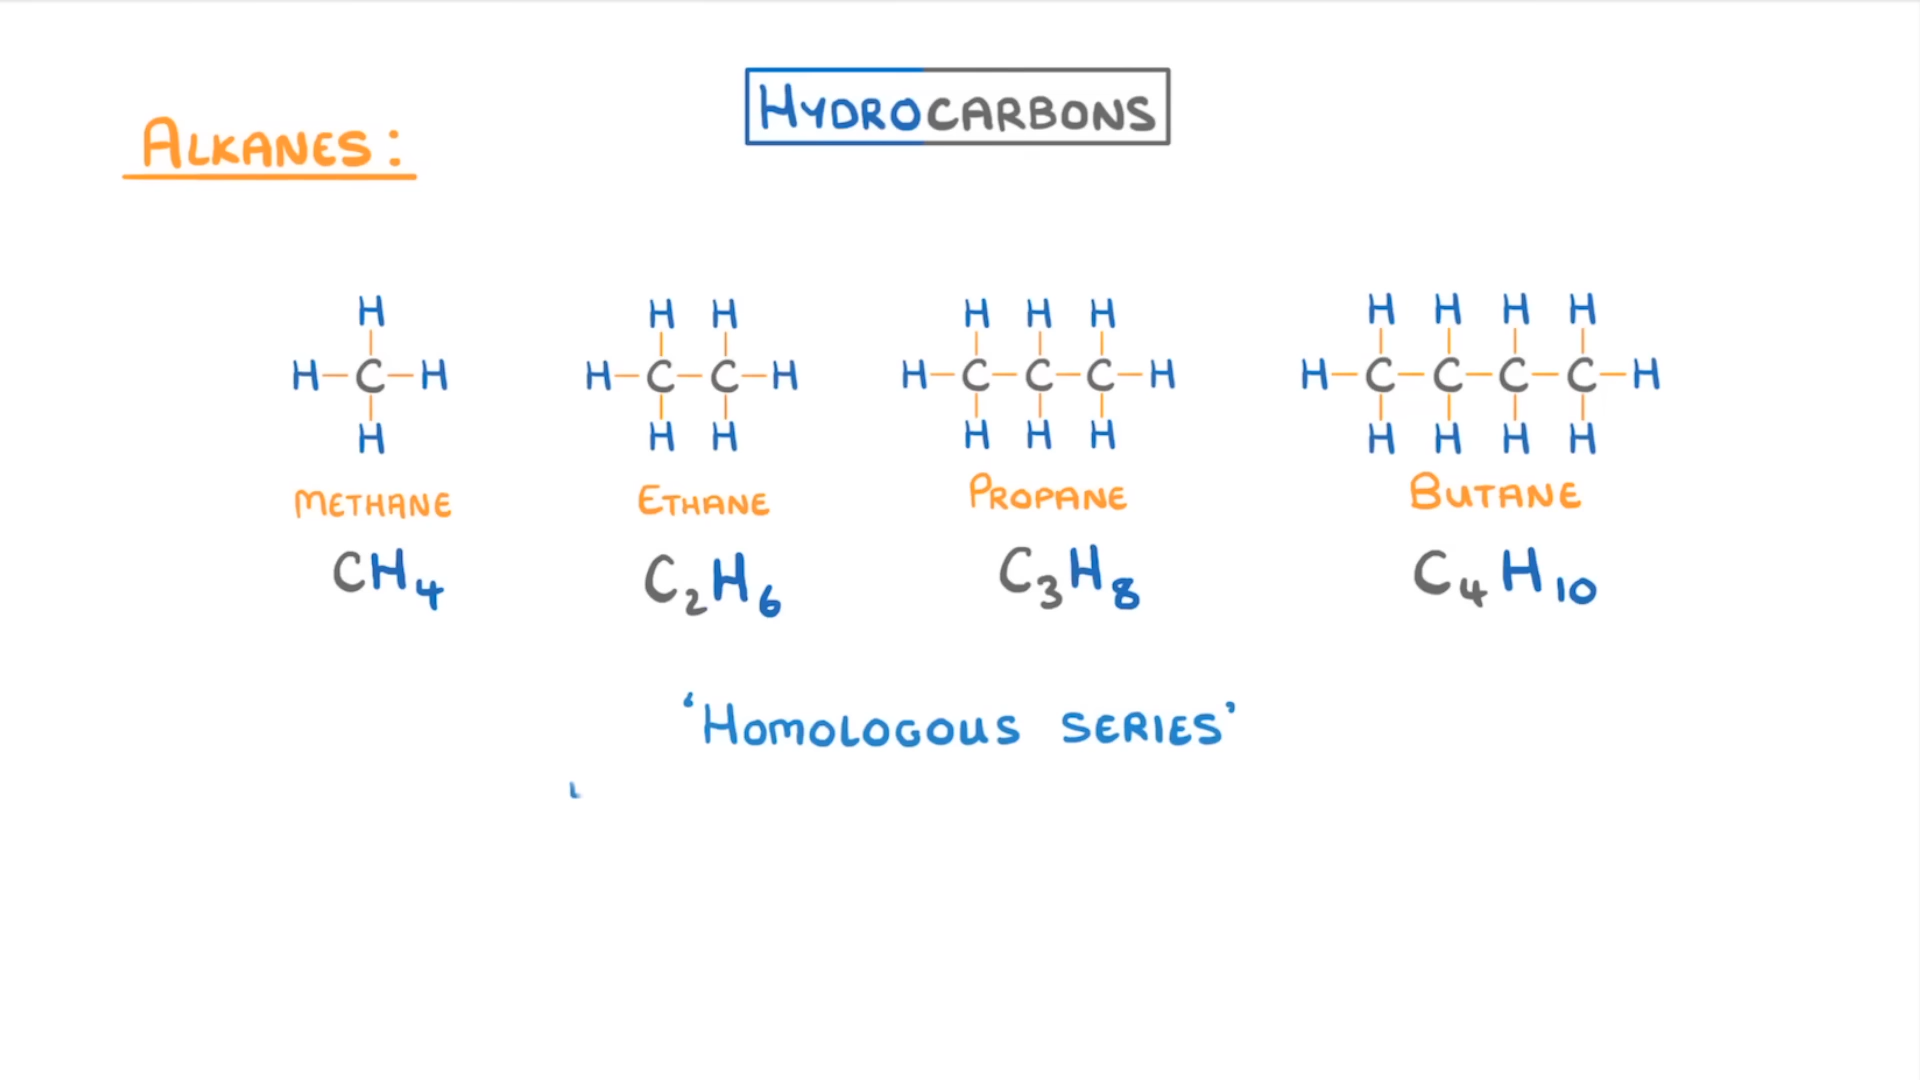 HYDROCARBONS
ALKANES:
H H H H H H H H H H
H-C-H H-C-C-H H-C-C-C-H H-C-C-C-C-H
H H H H H H H H H H
METHANE ETHANE PROPANE BUTANE
CH₄ C₂H₆ C₃H₈ C₄H₁₀
'HOMOLOGOUS SERIES'